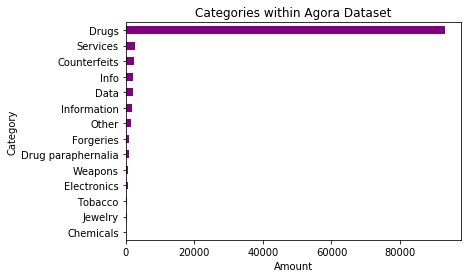 Categories within Agora Dataset
Category
Drugs
Services
Counterfeits
Info
Data
Information
Other
Forgeries
Drug paraphernalia
Weapons
Electronics
Tobacco
Jewelry
Chemicals
0 20000 40000 60000 80000
Amount